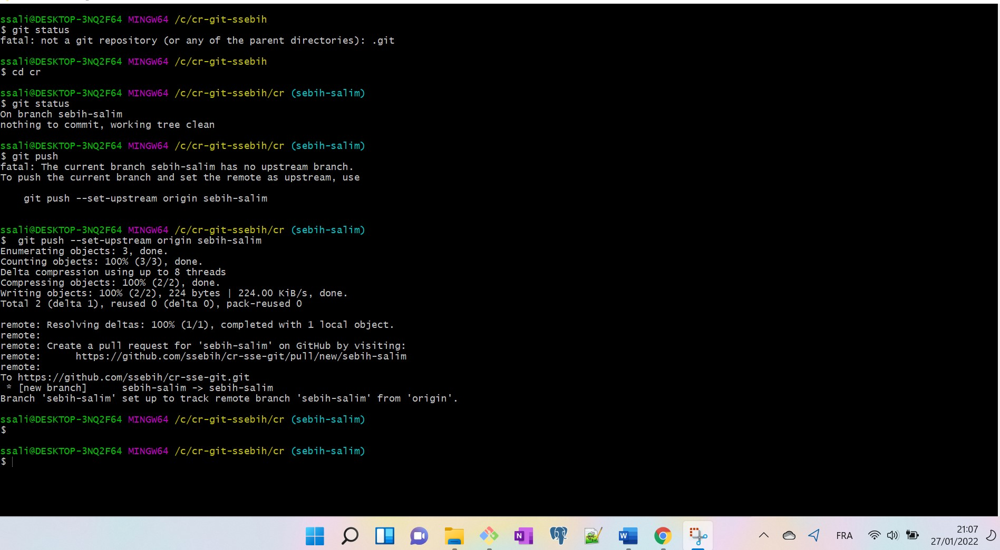 ssali@DESKTOP-3NQ2F64 MINGW64 /c/cr-git-ssebih
$ git status
fatal: not a git repository (or any of the parent directories): .git
ssali@DESKTOP-3NQ2F64 MINGW64 /c/cr-git-ssebih
$ cd cr
ssali@DESKTOP-3NQ2F64 MINGW64 /c/cr-git-ssebih/cr (sebih-salim)
$ git status
On branch sebih-salim
nothing to commit, working tree clean
ssali@DESKTOP-3NQ2F64 MINGW64 /c/cr-git-ssebih/cr (sebih-salim)
$ git push
fatal: The current branch sebih-salim has no upstream branch.
To push the current branch and set the remote as upstream, use
git push --set-upstream origin sebih-salim
ssali@DESKTOP-3NQ2F64 MINGW64 /c/cr-git-ssebih/cr (sebih-salim)
$  git push --set-upstream origin sebih-salim
Enumerating objects: 3, done.
Counting objects: 100% (3/3), done.
Delta compression using up to 8 threads
Compressing objects: 100% (2/2), done.
Writing objects: 100% (2/2), 224 bytes | 224.00 KiB/s, done.
Total 2 (delta 1), reused 0 (delta 0), pack-reused 0
remote: Resolving deltas: 100% (1/1), completed with 1 local object.
remote:
remote: Create a pull request for 'sebih-salim' on GitHub by visiting:
remote:      https://github.com/ssebih/cr-sse-git/pull/new/sebih-salim
remote:
To https://github.com/ssebih/cr-sse-git.git
 * [new branch]      sebih-salim -> sebih-salim
Branch 'sebih-salim' set up to track remote branch 'sebih-salim' from 'origin'.
ssali@DESKTOP-3NQ2F64 MINGW64 /c/cr-git-ssebih/cr (sebih-salim)
$
ssali@DESKTOP-3NQ2F64 MINGW64 /c/cr-git-ssebih/cr (sebih-salim)
$
N
W
FRA
21:07
27/01/2022